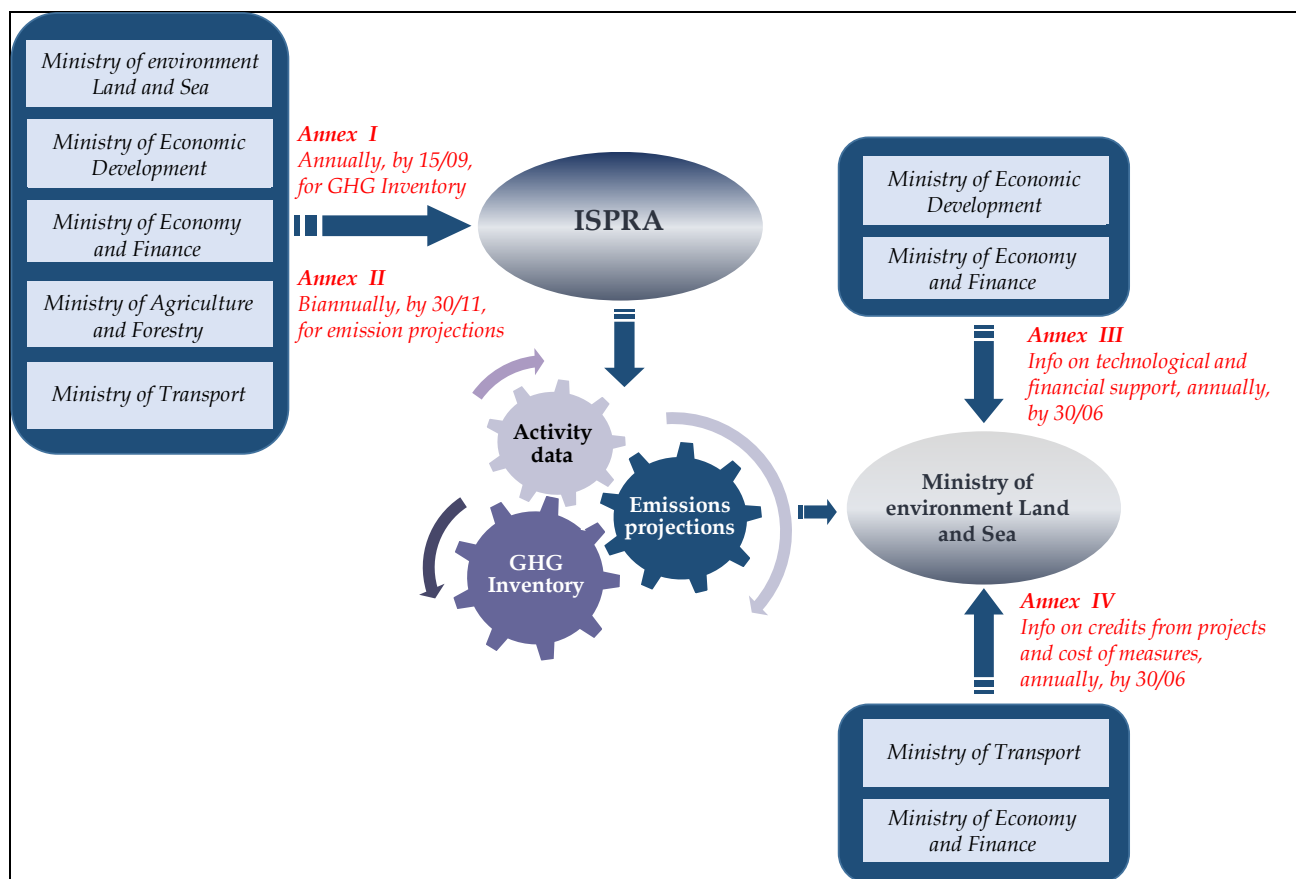 Ministry of environment
Land and Sea
Ministry of Economic
Development
Ministry of Economy
and Finance
Ministry of Agriculture
and Forestry
Ministry of Transport
Annex I
Annually, by 15/09,
for GHG Inventory
Annex II
Biannually, by 30/11,
for emission projections
ISPRA
Activity
data
Emissions
projections
GHG
Inventory
Ministry of Economic
Development
Ministry of Economy
and Finance
Annex III
Info on technological and
financial support, annually,
by 30/06
Ministry of
environment Land
and Sea
Annex IV
Info on credits from projects
and cost of measures,
annually, by 30/06
Ministry of Transport
Ministry of Economy
and Finance